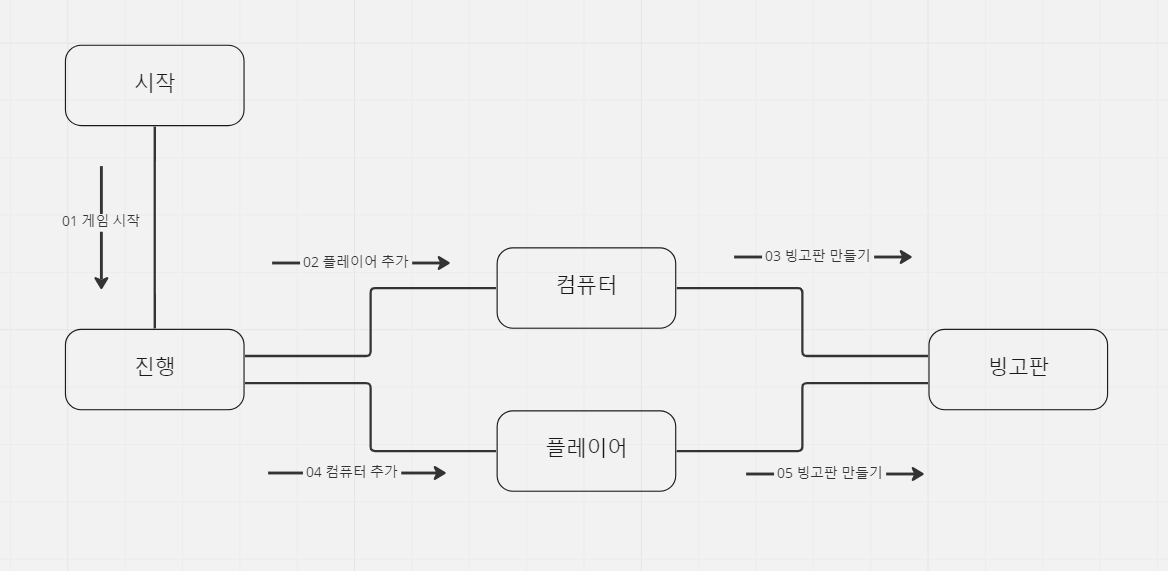 시작
01 게임 시작
02 플레이어 추가
컴퓨터
03 빙고판 만들기
진행
빙고판
플레이어
04 컴퓨터 추가
05 빙고판 만들기